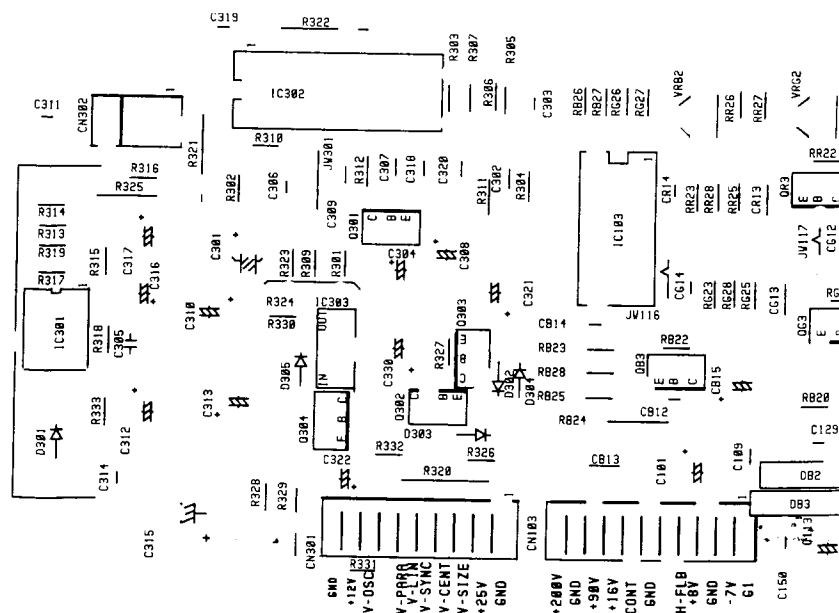 C319
R322
R303
R307
R305
IC302
R306
C303
RB26
RB27
RG26
RG27
VRB2
RR26
RR27
VRG2
C311
CN302
R321
R310
JW301
R312
C307
C318
C320
R311
C302
R304
RR22
R316
R325
R302
C306
C309
IC103
CR14
RR23
RR28
RR25
CR13
QR3
E
B
C
R314
R313
R319
R317
R315
C317
C316
C301
Q301
C
B
E
C304
C308
JW117
CG12
R323
R309
R301
CG14
RG23
RG28
RG25
CG13
IC301
R318
C305
C310
R324
R330
IC303
OUT
IN
C321
Q303
E
B
C
JW116
CB14
RB23
RB28
RB25
RB22
QB3
E
B
C
CB15
QG3
E
D305
C330
R327
D302
D304
Q302
C
B
E
D303
D301
R333
C312
C313
Q304
C
B
E
C322
R332
R326
RB24
CB12
RB20
C129
C314
R320
CB13
C101
C109
DB2
DB3
R328
R329
C315
CN301
CN103
C150
R331
GND
+12V
V-OSC
V-LIN
V-SYNC
V-CENT
V-SIZE
+25V
GND
+200V
GND
+90V
+16V
CONT
GND
H-FLB
+8V
GND
-7V
G1